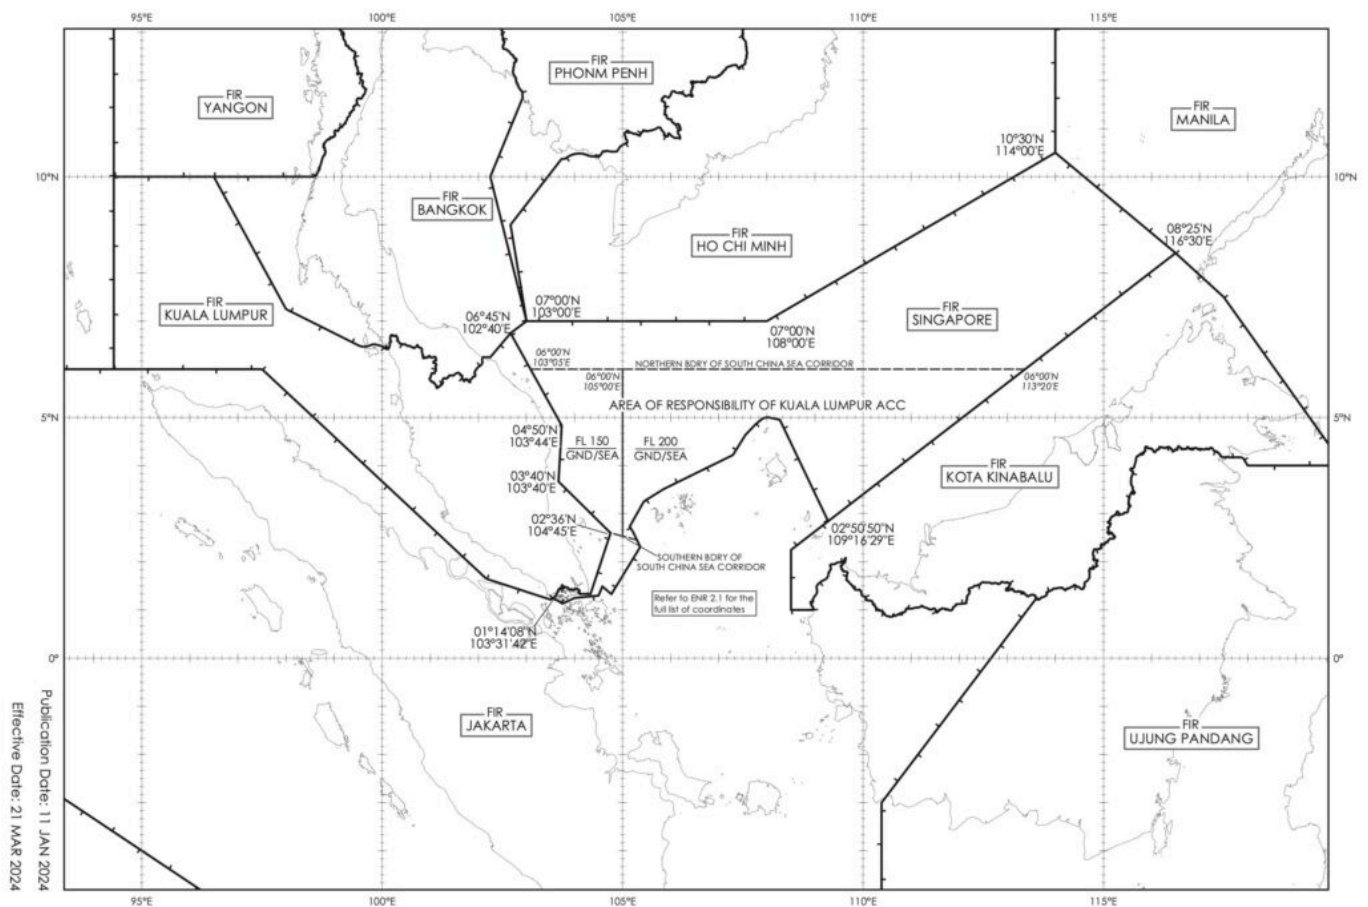 95°E
100°E
105°E
110°E
115°E
FIR
YANGON
FIR
PHONM PENH
FIR
MANILA
10°30'N
114°00'E
10°N
10°N
FIR
BANGKOK
FIR
HO CHI MINH
08°25'N
116°30'E
FIR
KUALA LUMPUR
06°45'N
102°40'E
07°00'N
103°00'E
07°00'N
108°00'E
FIR
SINGAPORE
06°00'N
103°05'E
NORTHERN BDRY OF SOUTH CHINA SEA CORRIDOR
06°00'N
105°00'E
06°00'N
113°20'E
AREA OF RESPONSIBILITY OF KUALA LUMPUR ACC
5°N
5°N
04°50'N
103°44'E
FL 150
GND/SEA
FL 200
GND/SEA
03°40'N
103°40'E
FIR
KOTA KINABALU
02°36'N
104°45'E
02°50'50"N
109°16'29"E
SOUTHERN BDRY OF
SOUTH CHINA SEA CORRIDOR
Refer to ENR 2.1 for the
full list of coordinates
01°14'08"N
103°31'42"E
0°
0°
FIR
JAKARTA
FIR
UJUNG PANDANG
95°E
100°E
105°E
110°E
115°E
Publication Date: 11 JAN 2024
Effective Date: 21 MAR 2024